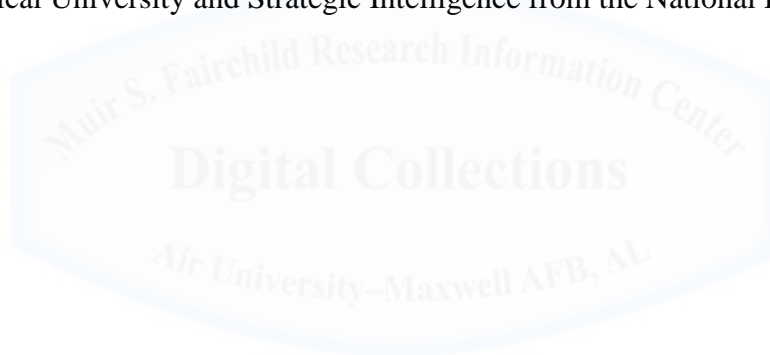 ical University and Strategic Intelligence from the National I
Muir S. Fairchild Research Information Center
Digital Collections
Air University–Maxwell AFB, AL